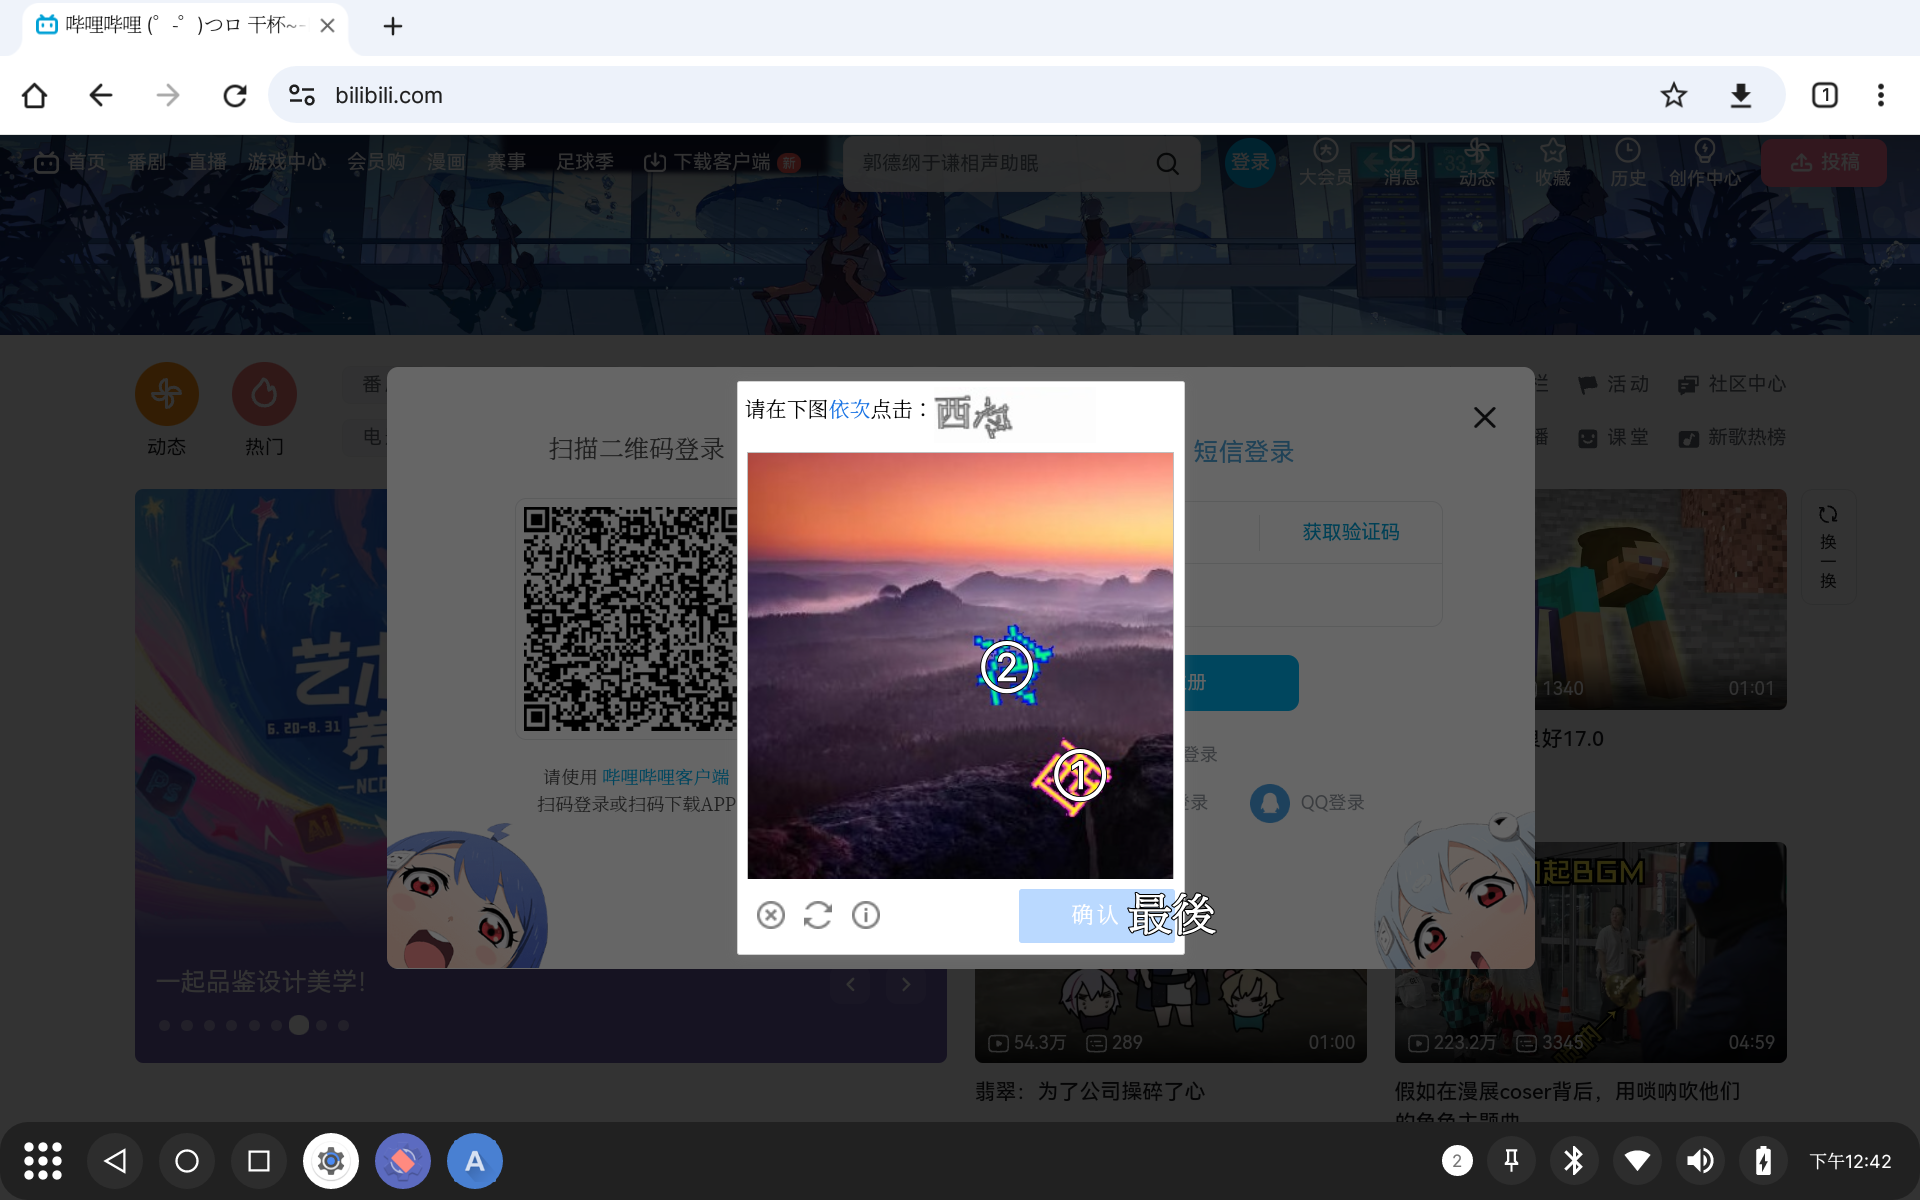 哔哩哔哩 (゜-゜)つロ 干杯~-
bilibili.com
1
首页 番剧 直播 游戏中心 会员购 漫画 赛事 足球季 下载客户端 新
郭德纲于谦相声助眠
登录 大会员 消息 动态 收藏 历史 创作中心 投稿
bilibili
动态 热门
活动 社区中心
课堂 新歌热榜
扫描二维码登录
短信登录
获取验证码
请使用 哔哩哔哩客户端
扫码登录或扫码下载APP
册
登录
QQ登录
请在下图依次点击：西
②
①
确认 最後
换一换
6.20-8.31
Ps
Ai
一起品鉴设计美学!
1340 01:01
良好17.0
起BGM
54.3万 289 01:00
翡翠：为了公司操碎了心
223.2万 3345 04:59
假如在漫展coser背后，用唢呐吹他们
的角色主题曲
A
2
下午12:42